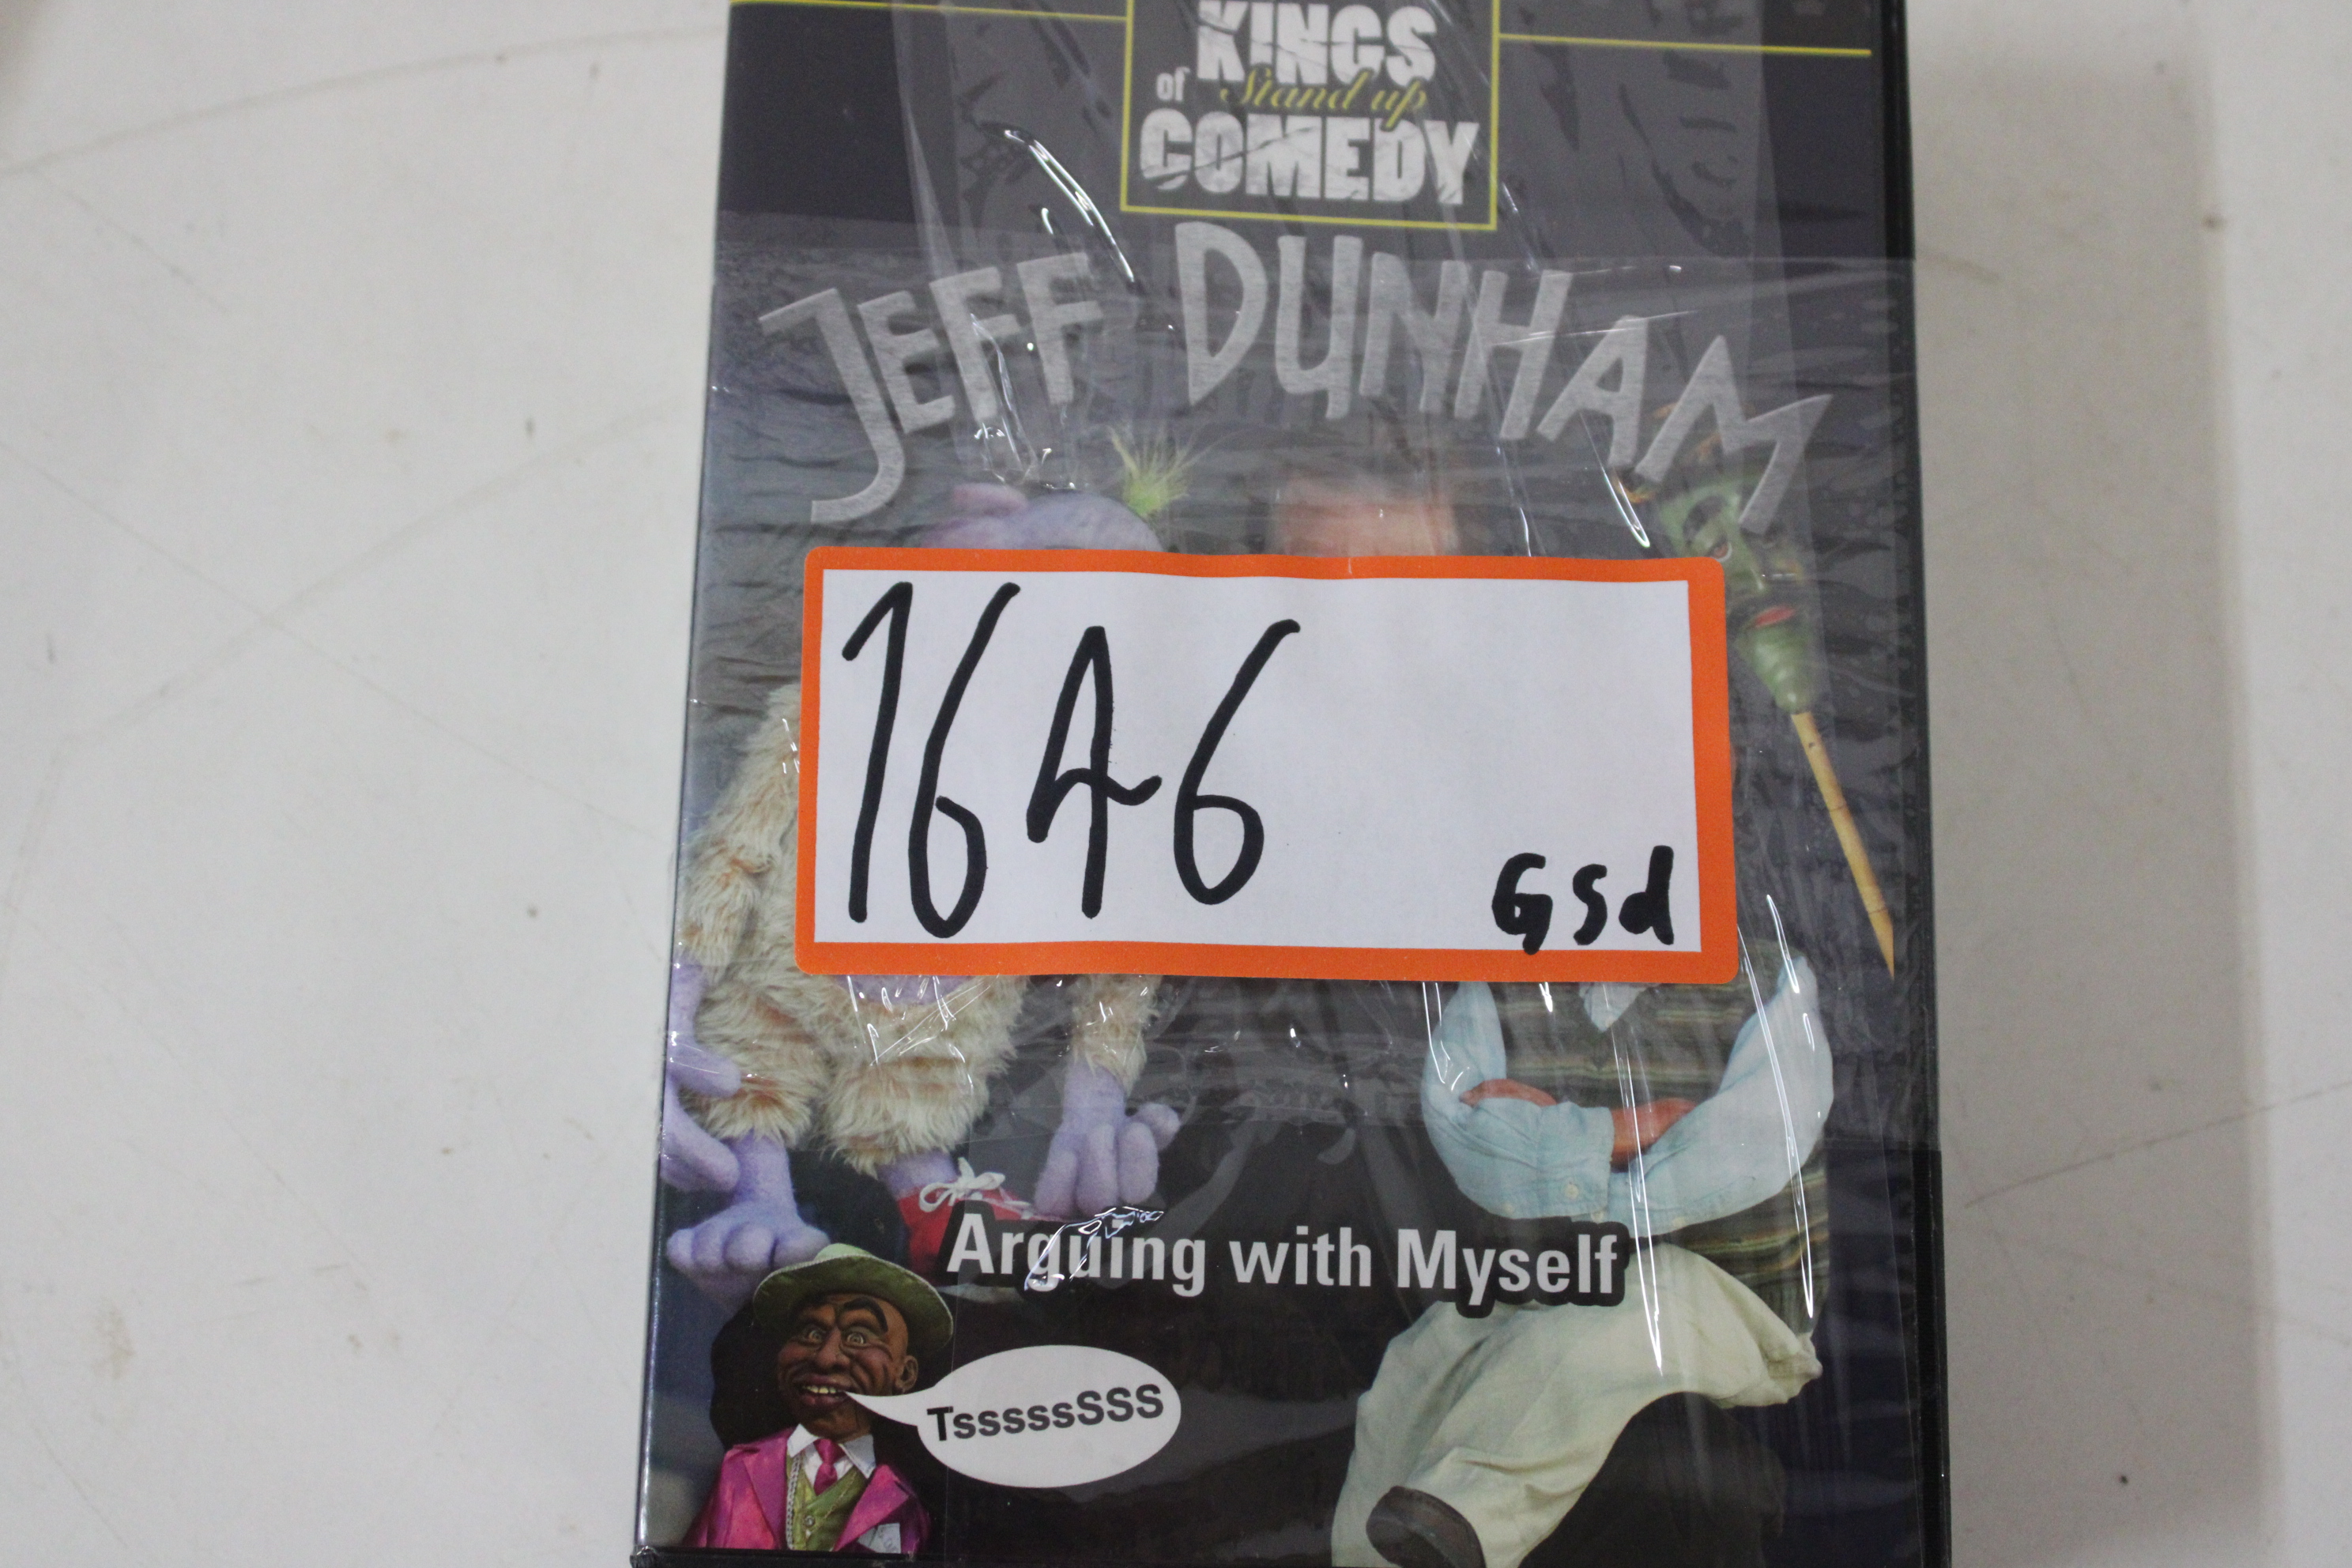 KINGS
of Stand up
COMEDY
JEFF DUNHAM
1646
GSd
Arguing with Myself
TsssssSSS